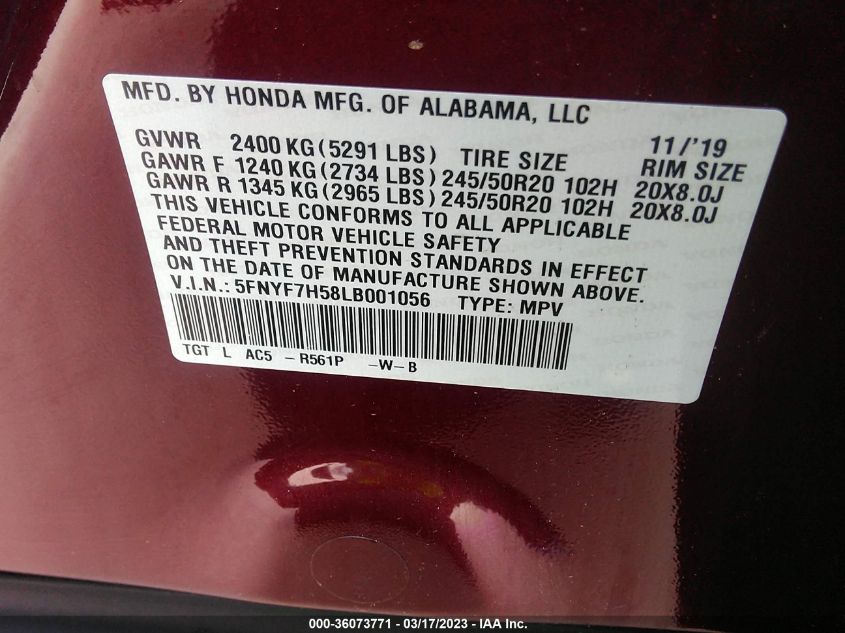 MFD. BY HONDA MFG. OF ALABAMA, LLC
11/'19
GVWR 2400 KG (5291 LBS) TIRE SIZE RIM SIZE
GAWR F 1240 KG (2734 LBS) 245/50R20 102H 20X8.0J
GAWR R 1345 KG (2965 LBS) 245/50R20 102H 20X8.0J
THIS VEHICLE CONFORMS TO ALL APPLICABLE
FEDERAL MOTOR VEHICLE SAFETY
AND THEFT PREVENTION STANDARDS IN EFFECT
ON THE DATE OF MANUFACTURE SHOWN ABOVE.
V.I.N.: 5FNYF7H58LB001056 TYPE: MPV
TGT L AC5 - R561P -W-B
000-36073771 | 03/17/2023 - IAA Inc.